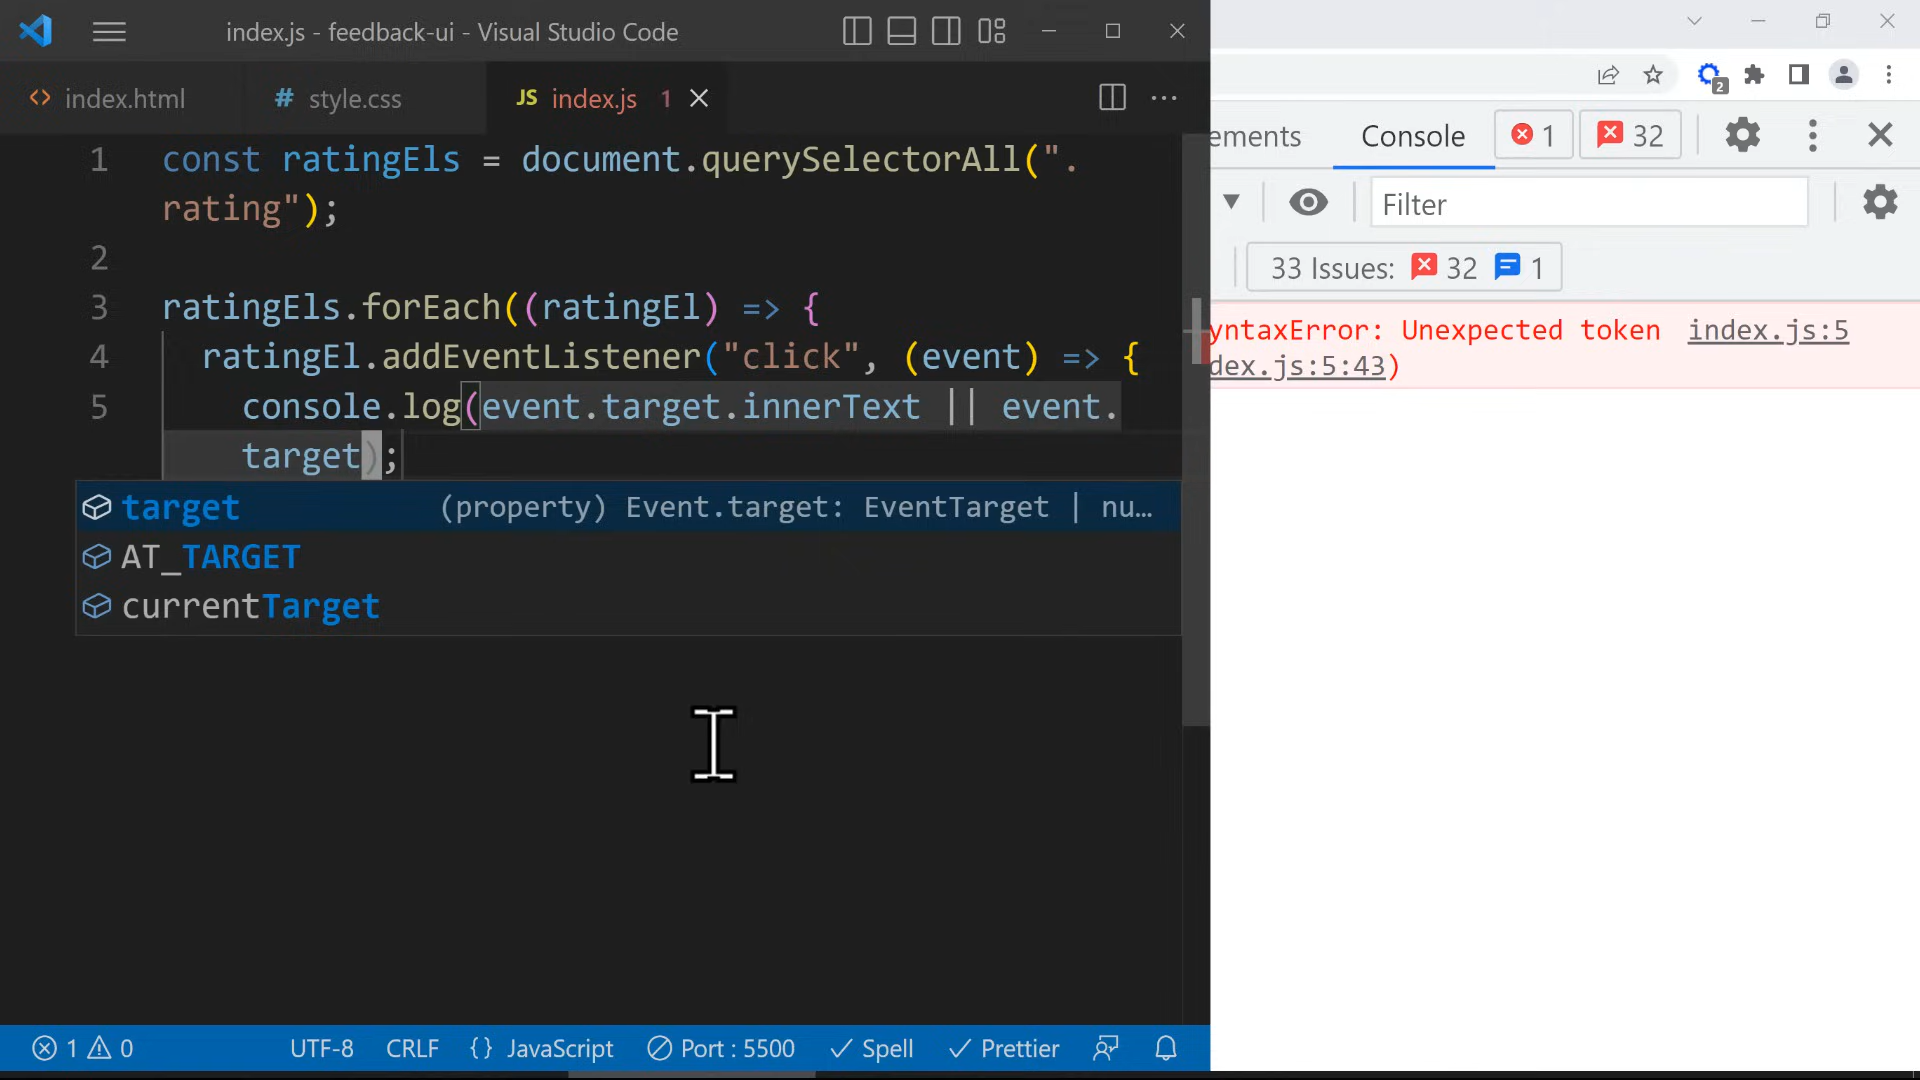 index.js - feedback-ui - Visual Studio Code
index.html
# style.css
JS index.js 1
1 const ratingEls = document.querySelectorAll(".
rating");
2
3 ratingEls.forEach((ratingEl) => {
4 ratingEl.addEventListener("click", (event) => {
5 console.log(event.target.innerText || event.
target);
target (property) Event.target: EventTarget | nu…
AT_TARGET
currentTarget
1 0 UTF-8 CRLF {} JavaScript Port : 5500 Spell Prettier
2
ements Console 1 32
Filter
33 Issues: 32 1
yntaxError: Unexpected token index.js:5
dex.js:5:43)